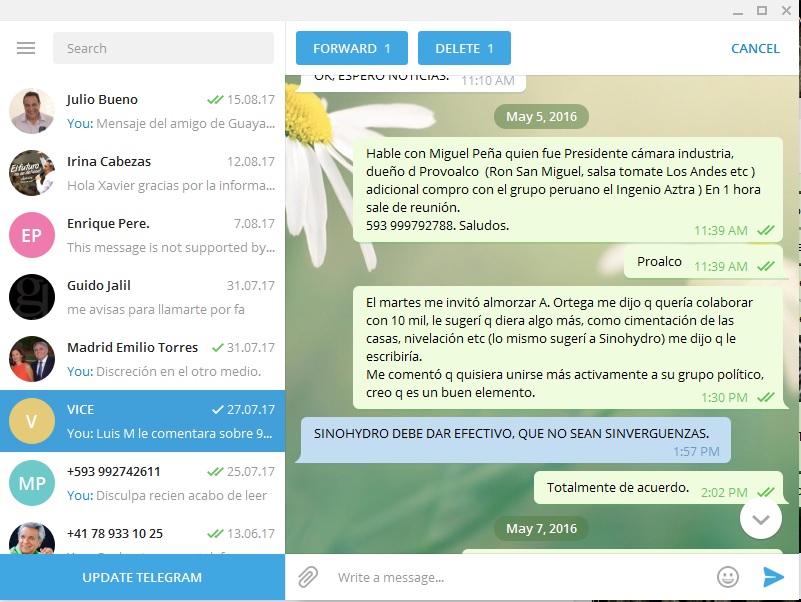 Search
Julio Bueno 15.08.17
You: Mensaje del amigo de Guaya...
Irina Cabezas 12.08.17
Hola Xavier gracias por la informa...
EP
Enrique Pere. 7.08.17
This message is not supported by...
Guido Jalil 31.07.17
me avisas para llamarte por fa
Madrid Emilio Torres 31.07.17
You: Discreción en el otro medio.
V
VICE 27.07.17
You: Luis M le comentara sobre 9...
MP
+593 992742611 25.07.17
You: Disculpa recien acabo de leer
+41 78 933 10 25 13.06.17
UPDATE TELEGRAM
FORWARD 1
DELETE 1
CANCEL
OK, ESPERO NOTICIAS. 11:10 AM
May 5, 2016
Hable con Miguel Peña quien fue Presidente cámara industria,
dueño d Provoalco (Ron San Miguel, salsa tomate Los Andes etc )
adicional compro con el grupo peruano el Ingenio Aztra ) En 1 hora
sale de reunión.
593 999792788. Saludos. 11:39 AM
Proalco 11:39 AM
El martes me invitó almorzar A. Ortega me dijo q quería colaborar
con 10 mil, le sugerí q diera algo más, como cimentación de las
casas, nivelación etc (lo mismo sugerí a Sinohydro) me dijo q le
escribiría.
Me comentó q quisiera unirse más activamente a su grupo político,
creo q es un buen elemento. 1:30 PM
SINOHYDRO DEBE DAR EFECTIVO, QUE NO SEAN SINVERGUENZAS.
1:57 PM
Totalmente de acuerdo. 2:02 PM
May 7, 2016
Write a message...